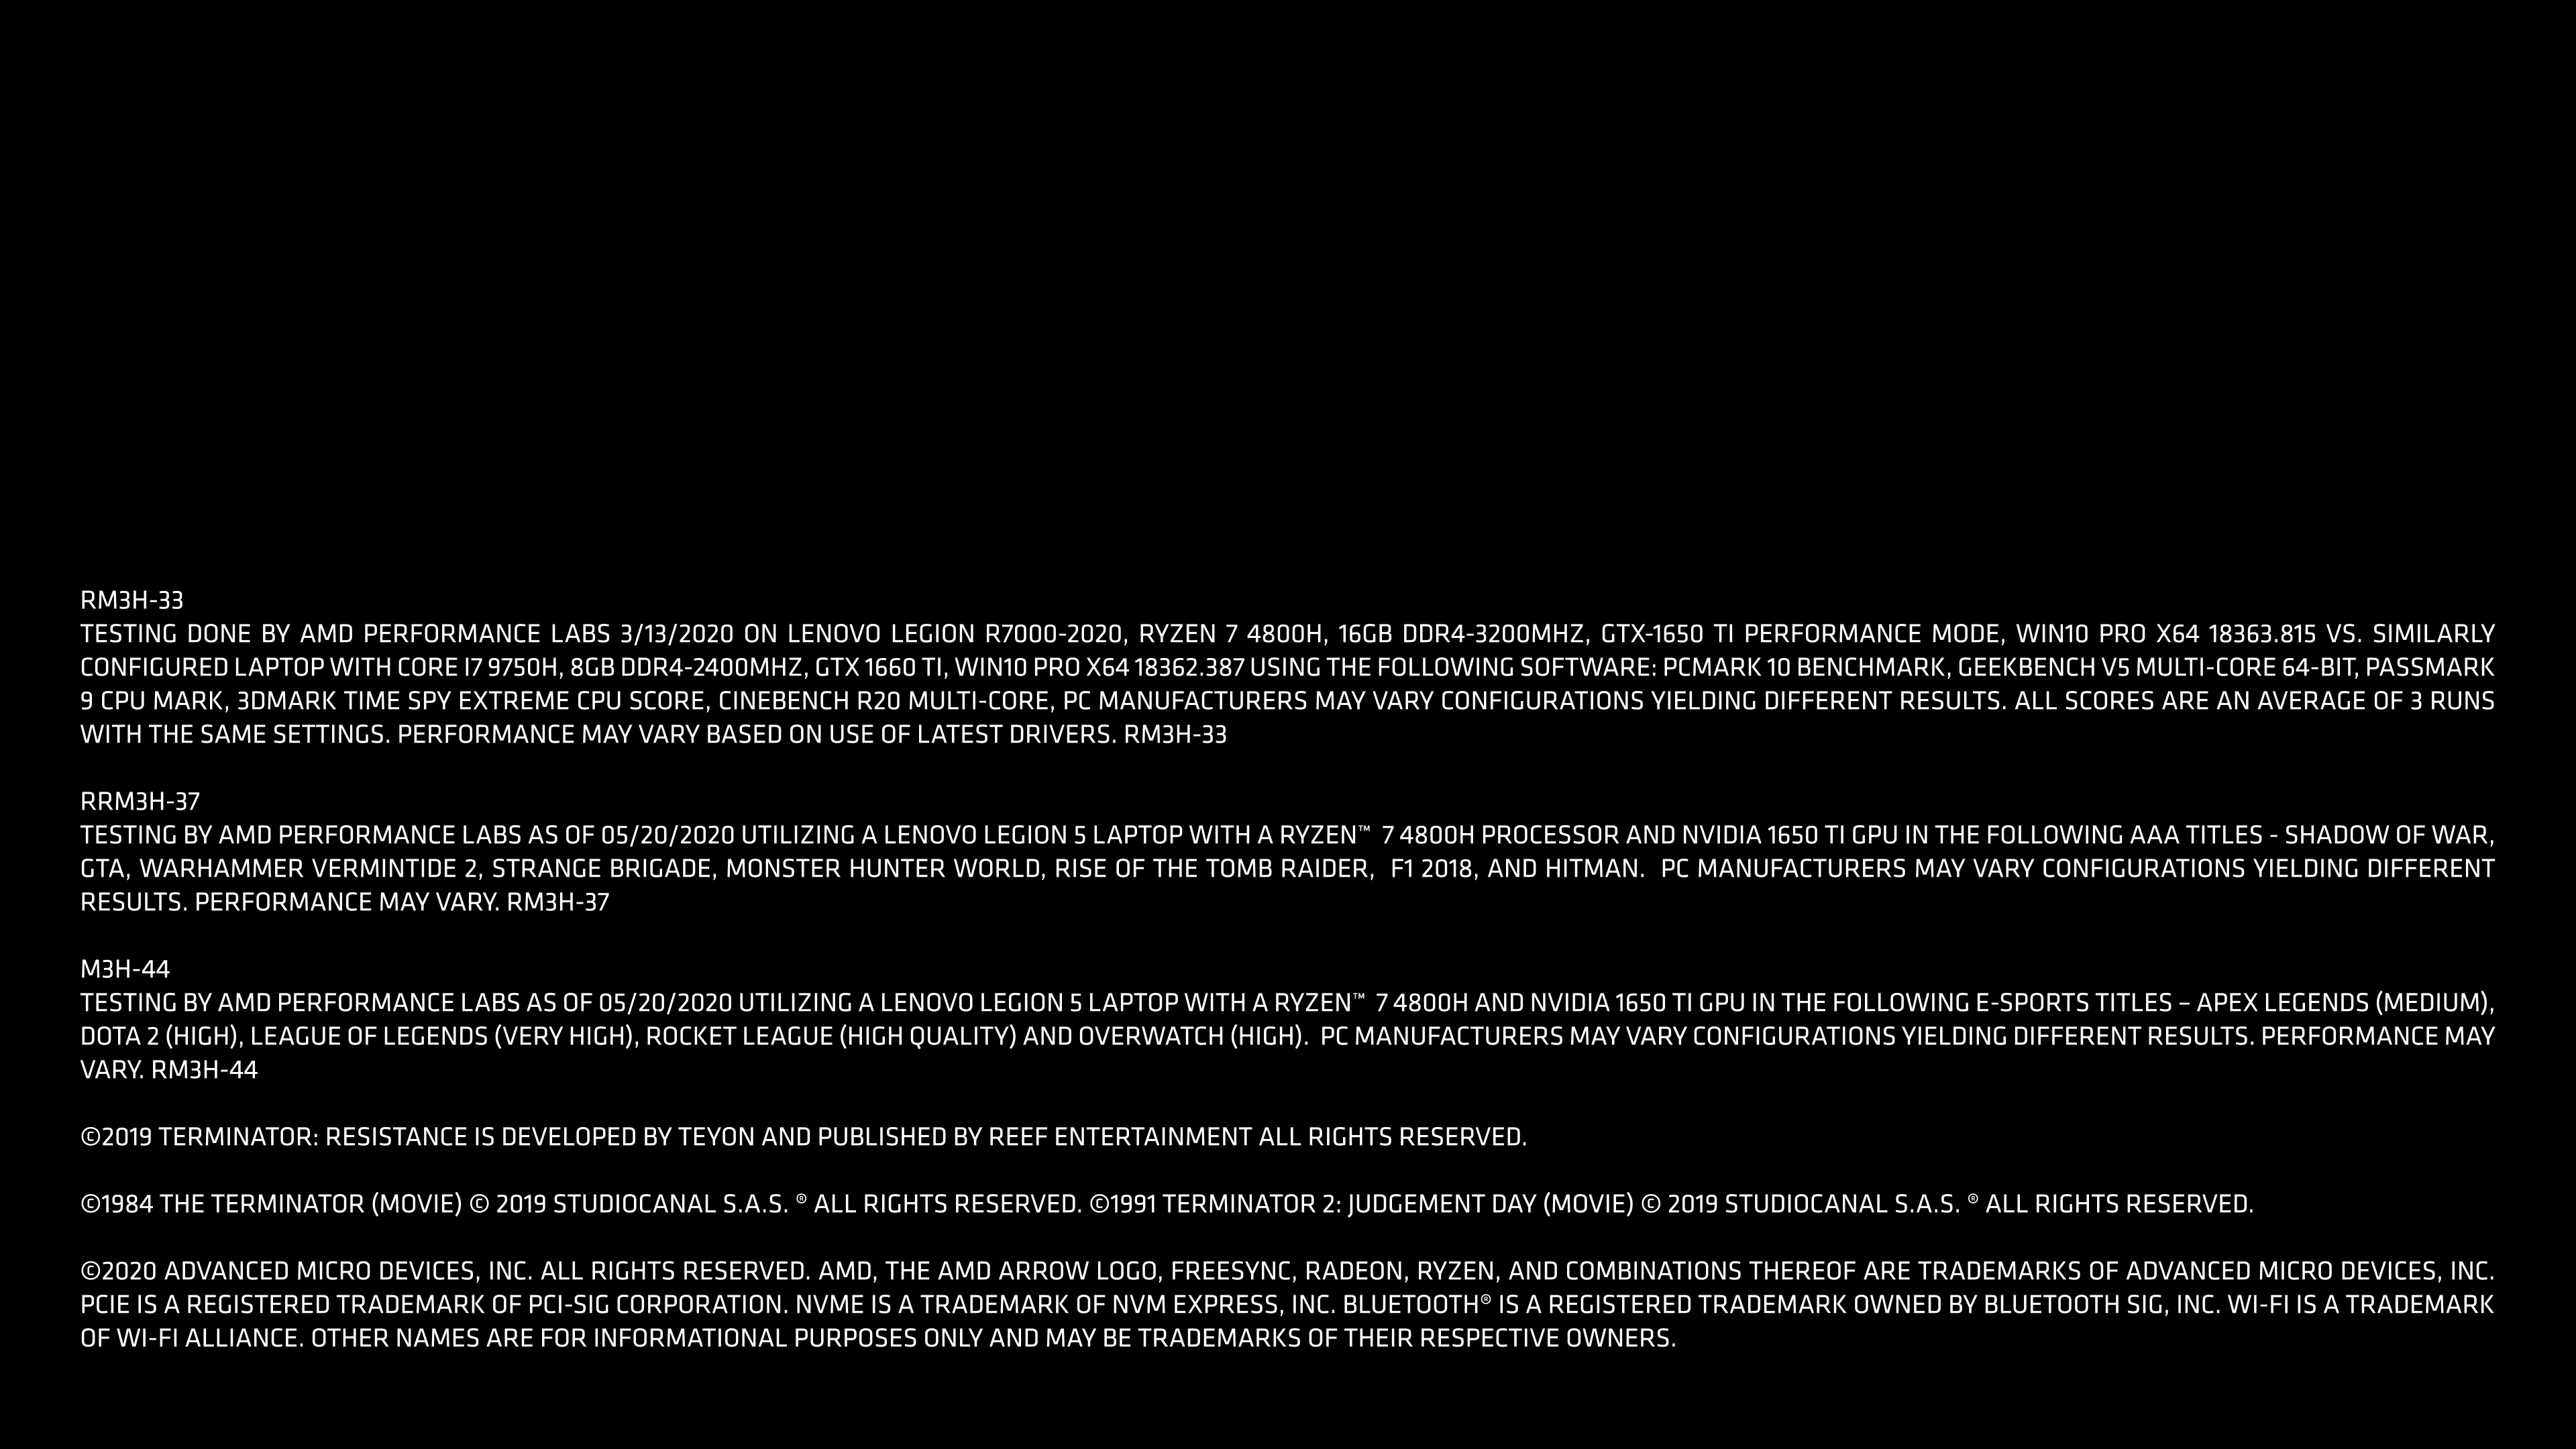 RM3H-33
TESTING DONE BY AMD PERFORMANCE LABS 3/13/2020 ON LENOVO LEGION R7000-2020, RYZEN 7 4800H, 16GB DDR4-3200MHZ, GTX-1650 TI PERFORMANCE MODE, WIN10 PRO X64 18363.815 VS. SIMILARLY
CONFIGURED LAPTOP WITH CORE I7 9750H, 8GB DDR4-2400MHZ, GTX 1660 TI, WIN10 PRO X64 18362.387 USING THE FOLLOWING SOFTWARE: PCMARK 10 BENCHMARK, GEEKBENCH V5 MULTI-CORE 64-BIT, PASSMARK
9 CPU MARK, 3DMARK TIME SPY EXTREME CPU SCORE, CINEBENCH R20 MULTI-CORE, PC MANUFACTURERS MAY VARY CONFIGURATIONS YIELDING DIFFERENT RESULTS. ALL SCORES ARE AN AVERAGE OF 3 RUNS
WITH THE SAME SETTINGS. PERFORMANCE MAY VARY BASED ON USE OF LATEST DRIVERS. RM3H-33
RRM3H-37
TESTING BY AMD PERFORMANCE LABS AS OF 05/20/2020 UTILIZING A LENOVO LEGION 5 LAPTOP WITH A RYZEN™ 7 4800H PROCESSOR AND NVIDIA 1650 TI GPU IN THE FOLLOWING AAA TITLES - SHADOW OF WAR,
GTA, WARHAMMER VERMINTIDE 2, STRANGE BRIGADE, MONSTER HUNTER WORLD, RISE OF THE TOMB RAIDER, F1 2018, AND HITMAN. PC MANUFACTURERS MAY VARY CONFIGURATIONS YIELDING DIFFERENT
RESULTS. PERFORMANCE MAY VARY. RM3H-37
M3H-44
TESTING BY AMD PERFORMANCE LABS AS OF 05/20/2020 UTILIZING A LENOVO LEGION 5 LAPTOP WITH A RYZEN™ 7 4800H AND NVIDIA 1650 TI GPU IN THE FOLLOWING E-SPORTS TITLES – APEX LEGENDS (MEDIUM),
DOTA 2 (HIGH), LEAGUE OF LEGENDS (VERY HIGH), ROCKET LEAGUE (HIGH QUALITY) AND OVERWATCH (HIGH). PC MANUFACTURERS MAY VARY CONFIGURATIONS YIELDING DIFFERENT RESULTS. PERFORMANCE MAY
VARY. RM3H-44
©2019 TERMINATOR: RESISTANCE IS DEVELOPED BY TEYON AND PUBLISHED BY REEF ENTERTAINMENT ALL RIGHTS RESERVED.
©1984 THE TERMINATOR (MOVIE) © 2019 STUDIOCANAL S.A.S. ® ALL RIGHTS RESERVED. ©1991 TERMINATOR 2: JUDGEMENT DAY (MOVIE) © 2019 STUDIOCANAL S.A.S. ® ALL RIGHTS RESERVED.
©2020 ADVANCED MICRO DEVICES, INC. ALL RIGHTS RESERVED. AMD, THE AMD ARROW LOGO, FREESYNC, RADEON, RYZEN, AND COMBINATIONS THEREOF ARE TRADEMARKS OF ADVANCED MICRO DEVICES, INC.
PCIE IS A REGISTERED TRADEMARK OF PCI-SIG CORPORATION. NVME IS A TRADEMARK OF NVM EXPRESS, INC. BLUETOOTH® IS A REGISTERED TRADEMARK OWNED BY BLUETOOTH SIG, INC. WI-FI IS A TRADEMARK
OF WI-FI ALLIANCE. OTHER NAMES ARE FOR INFORMATIONAL PURPOSES ONLY AND MAY BE TRADEMARKS OF THEIR RESPECTIVE OWNERS.